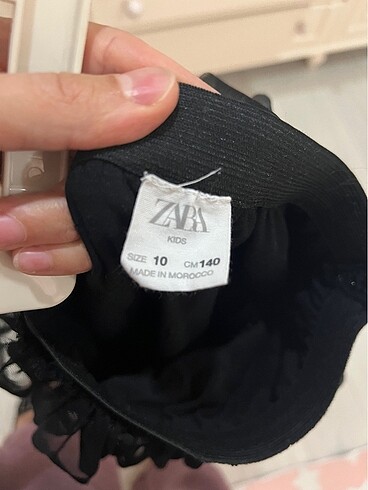 ZARA
KIDS
SIZE 10 CM 140
MADE IN MOROCCO